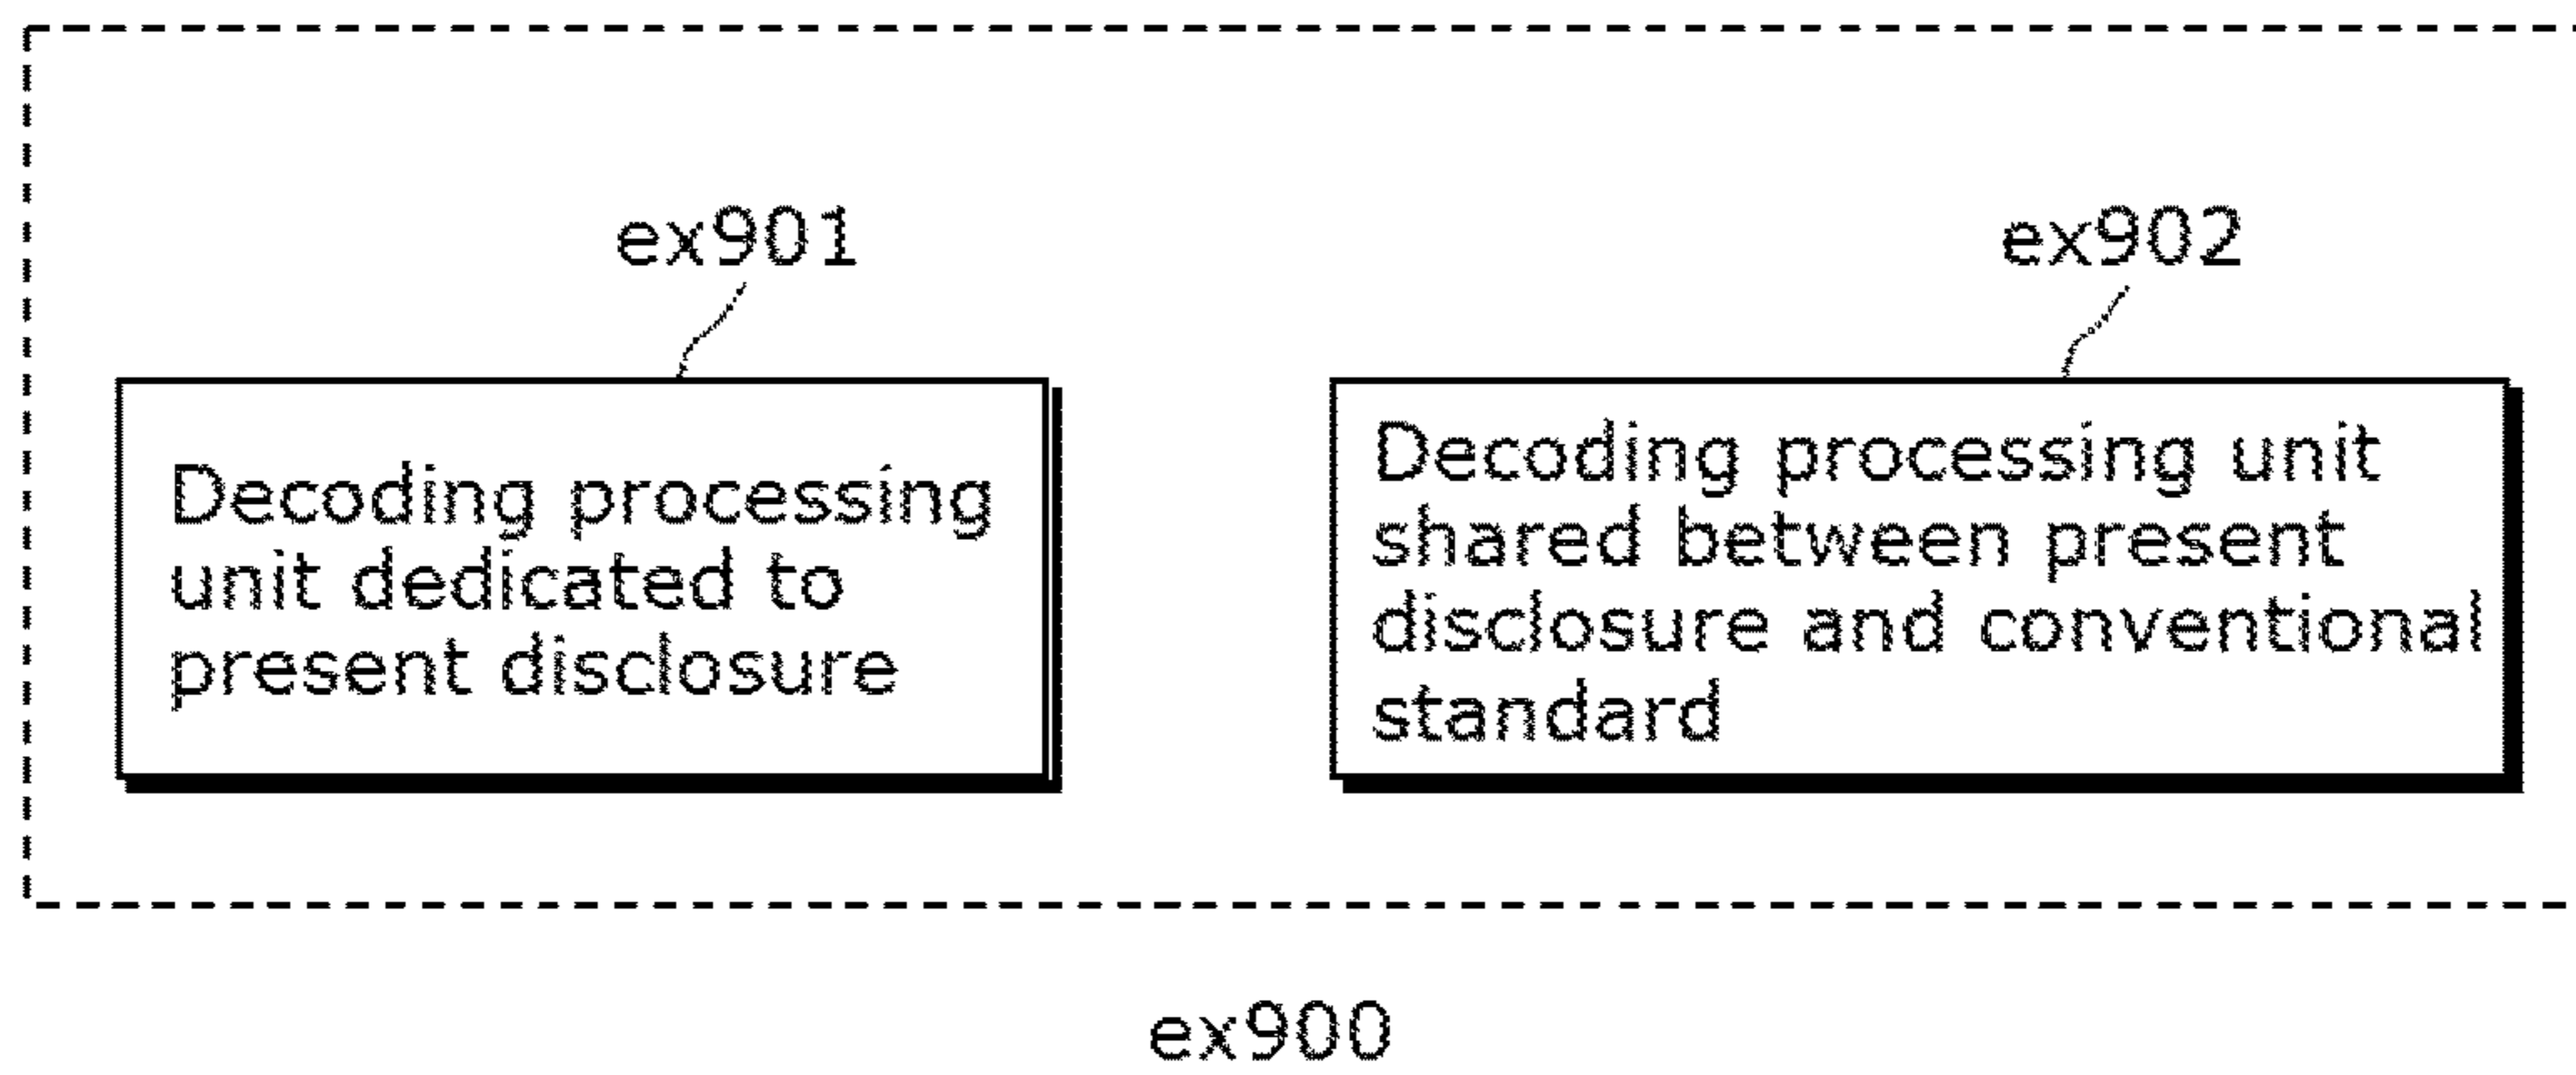 ex901
Decoding processing
unit dedicated to
present disclosure
ex902
Decoding processing unit
shared between present
disclosure and conventional
standard
ex900